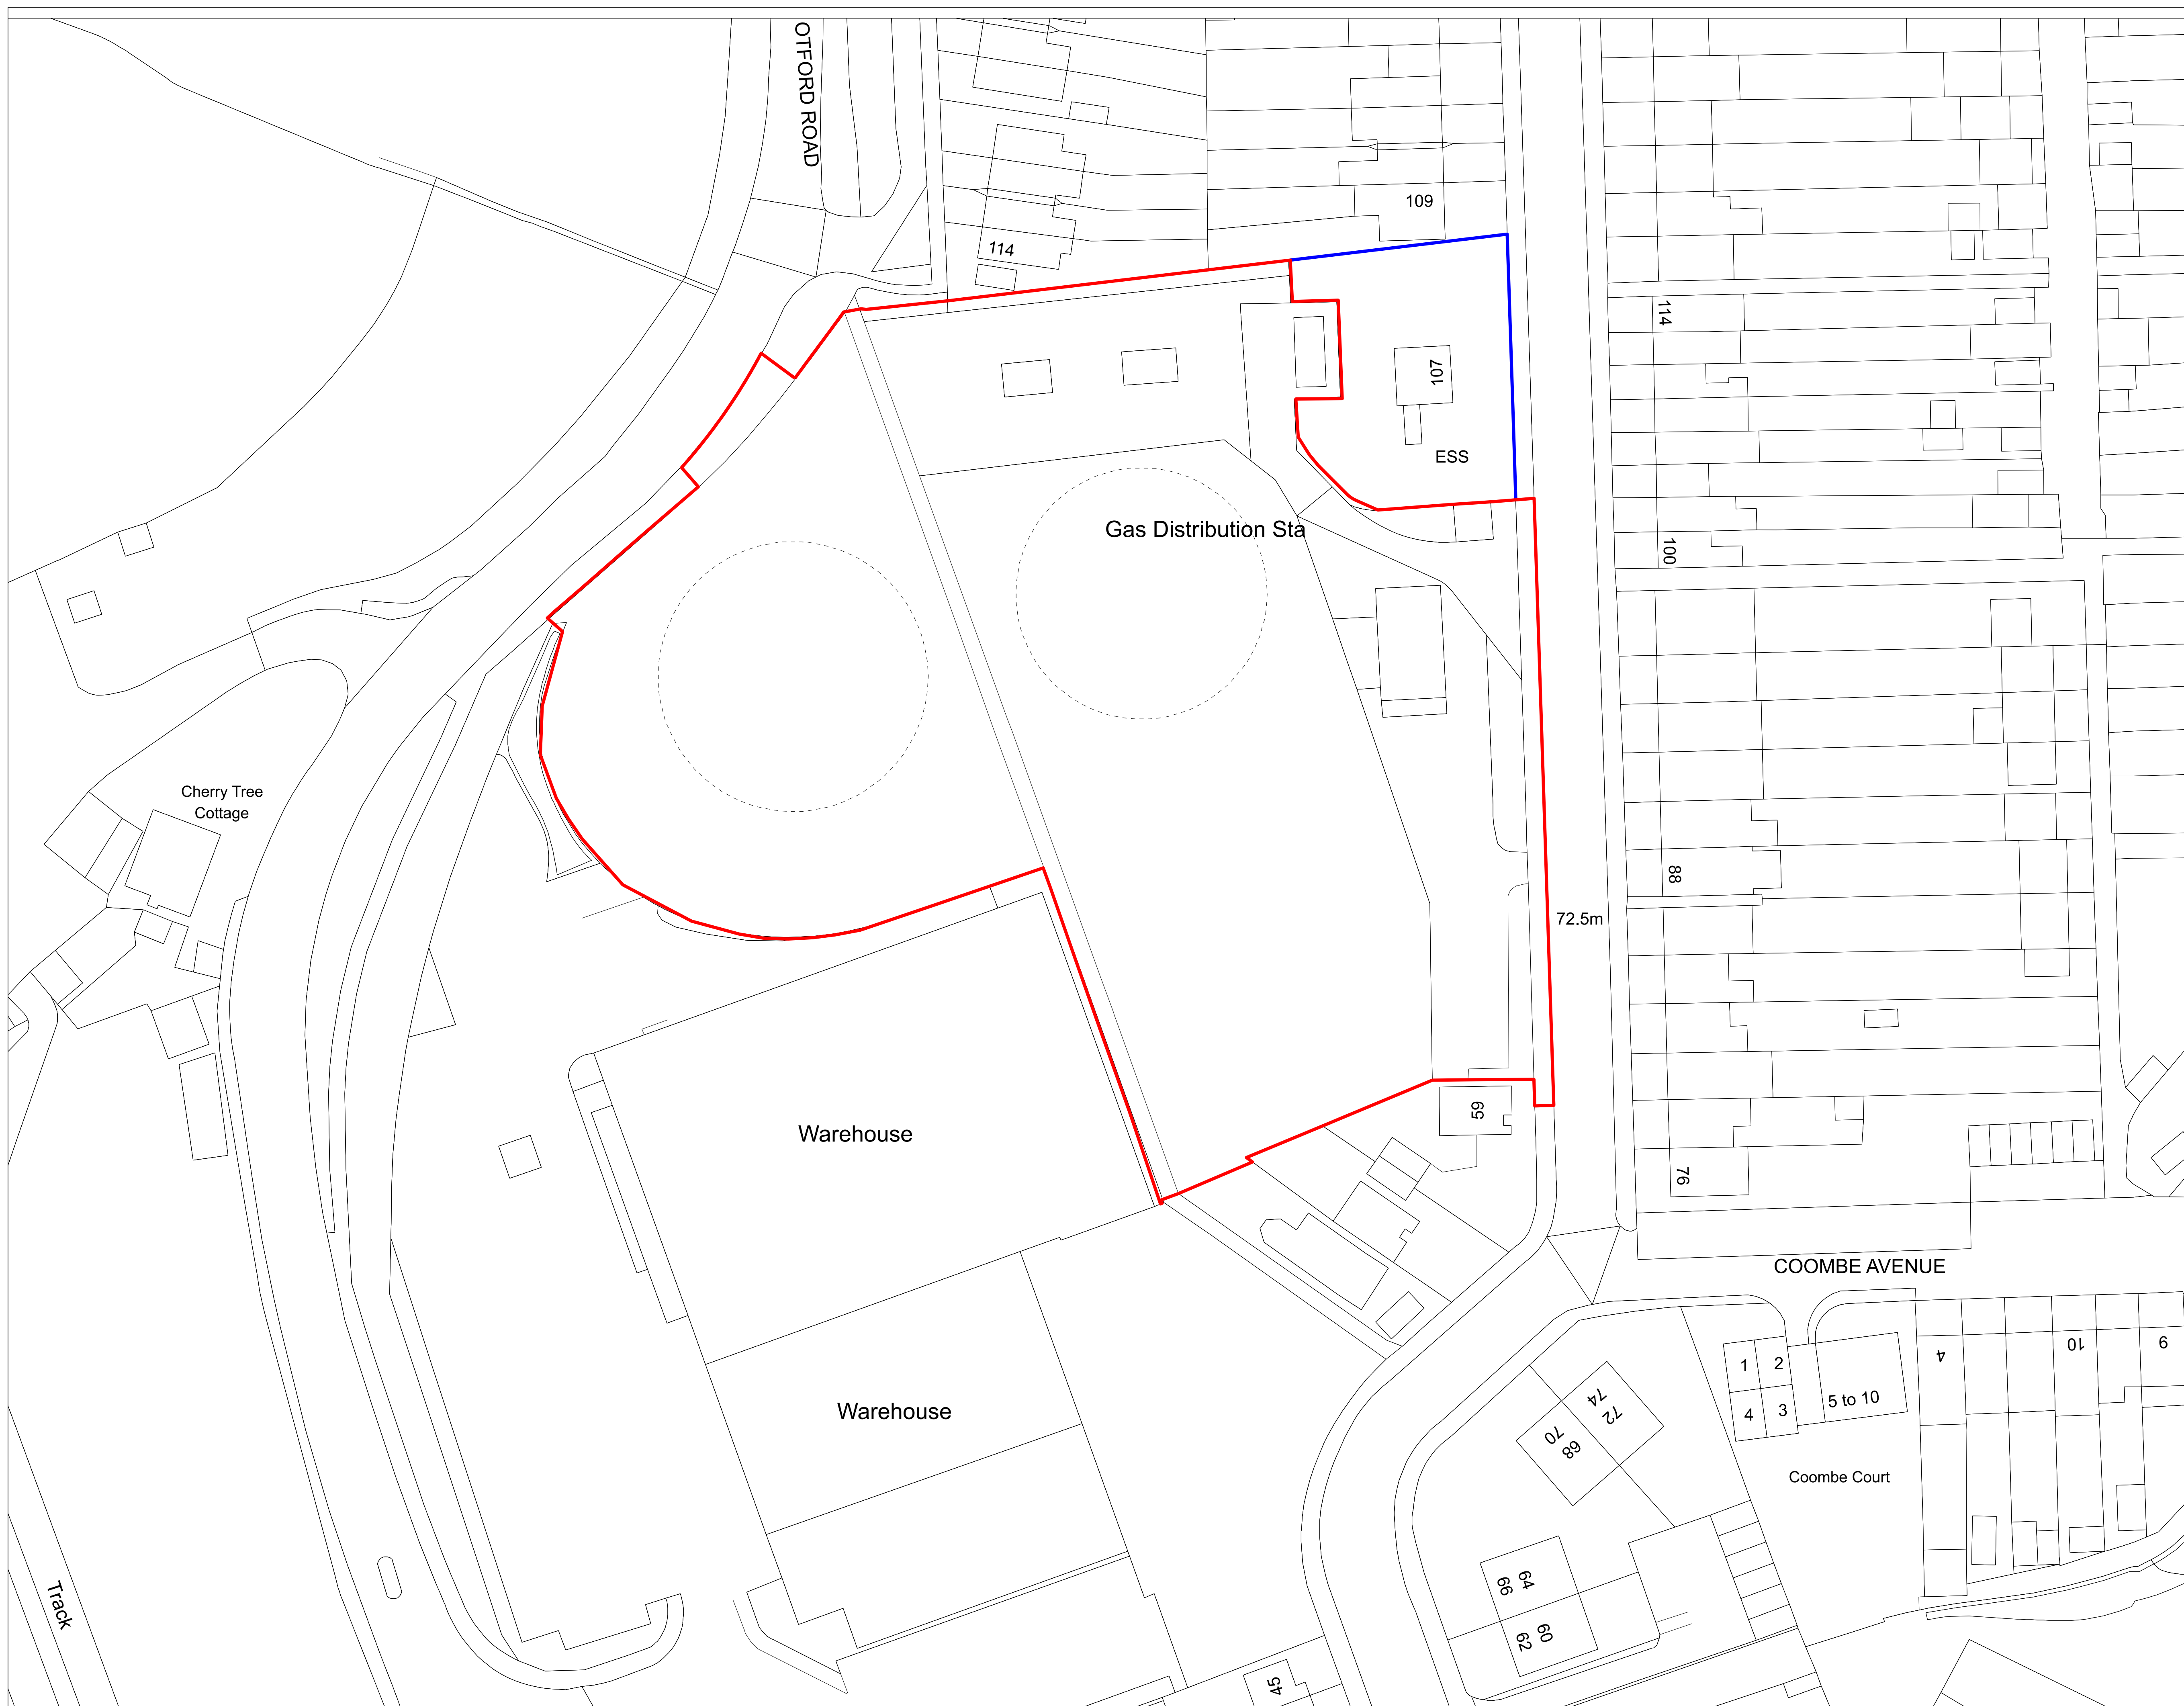 OTFORD ROAD
109
114
114
107
ESS
Gas Distribution Sta
100
Cherry Tree
Cottage
88
72.5m
59
Warehouse
76
COOMBE AVENUE
1
2
4
3
5 to 10
4
10
9
Warehouse
74
72
70
68
Coombe Court
64
66
60
62
Track
45